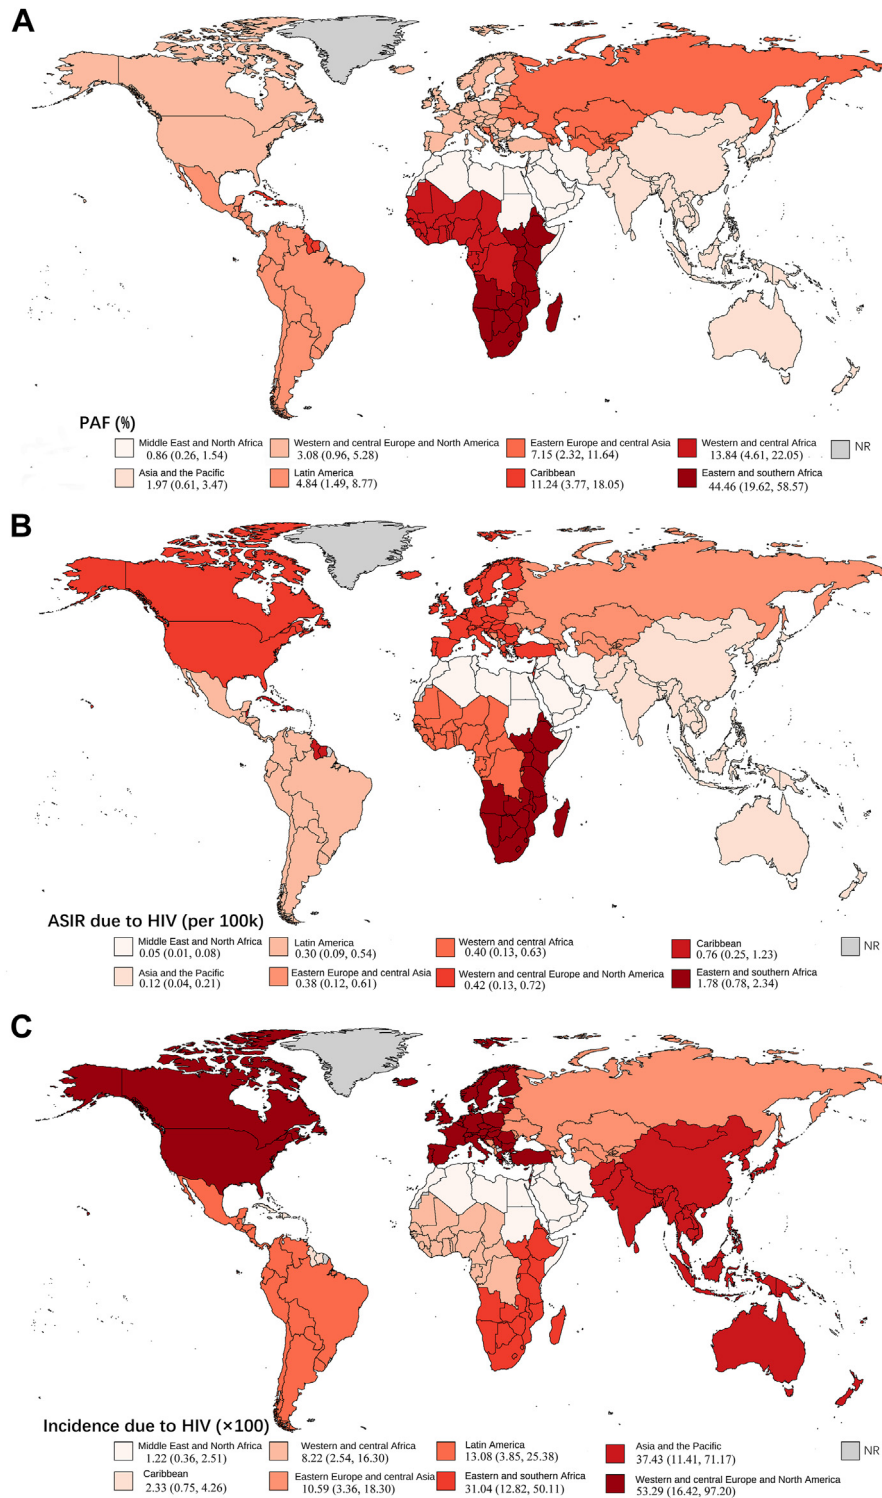 A
PAF (%)
Middle East and North Africa
0.86 (0.26, 1.54)
Western and central Europe and North America
3.08 (0.96, 5.28)
Eastern Europe and central Asia
7.15 (2.32, 11.64)
Western and central Africa
13.84 (4.61, 22.05)
NR
Asia and the Pacific
1.97 (0.61, 3.47)
Latin America
4.84 (1.49, 8.77)
Caribbean
11.24 (3.77, 18.05)
Eastern and southern Africa
44.46 (19.62, 58.57)
B
ASIR due to HIV (per 100k)
Middle East and North Africa
0.05 (0.01, 0.08)
Latin America
0.30 (0.09, 0.54)
Western and central Africa
0.40 (0.13, 0.63)
Caribbean
0.76 (0.25, 1.23)
NR
Asia and the Pacific
0.12 (0.04, 0.21)
Eastern Europe and central Asia
0.38 (0.12, 0.61)
Western and central Europe and North America
0.42 (0.13, 0.72)
Eastern and southern Africa
1.78 (0.78, 2.34)
C
Incidence due to HIV (×100)
Middle East and North Africa
1.22 (0.36, 2.51)
Western and central Africa
8.22 (2.54, 16.30)
Latin America
13.08 (3.85, 25.38)
Asia and the Pacific
37.43 (11.41, 71.17)
NR
Caribbean
2.33 (0.75, 4.26)
Eastern Europe and central Asia
10.59 (3.36, 18.30)
Eastern and southern Africa
31.04 (12.82, 50.11)
Western and central Europe and North America
53.29 (16.42, 97.20)